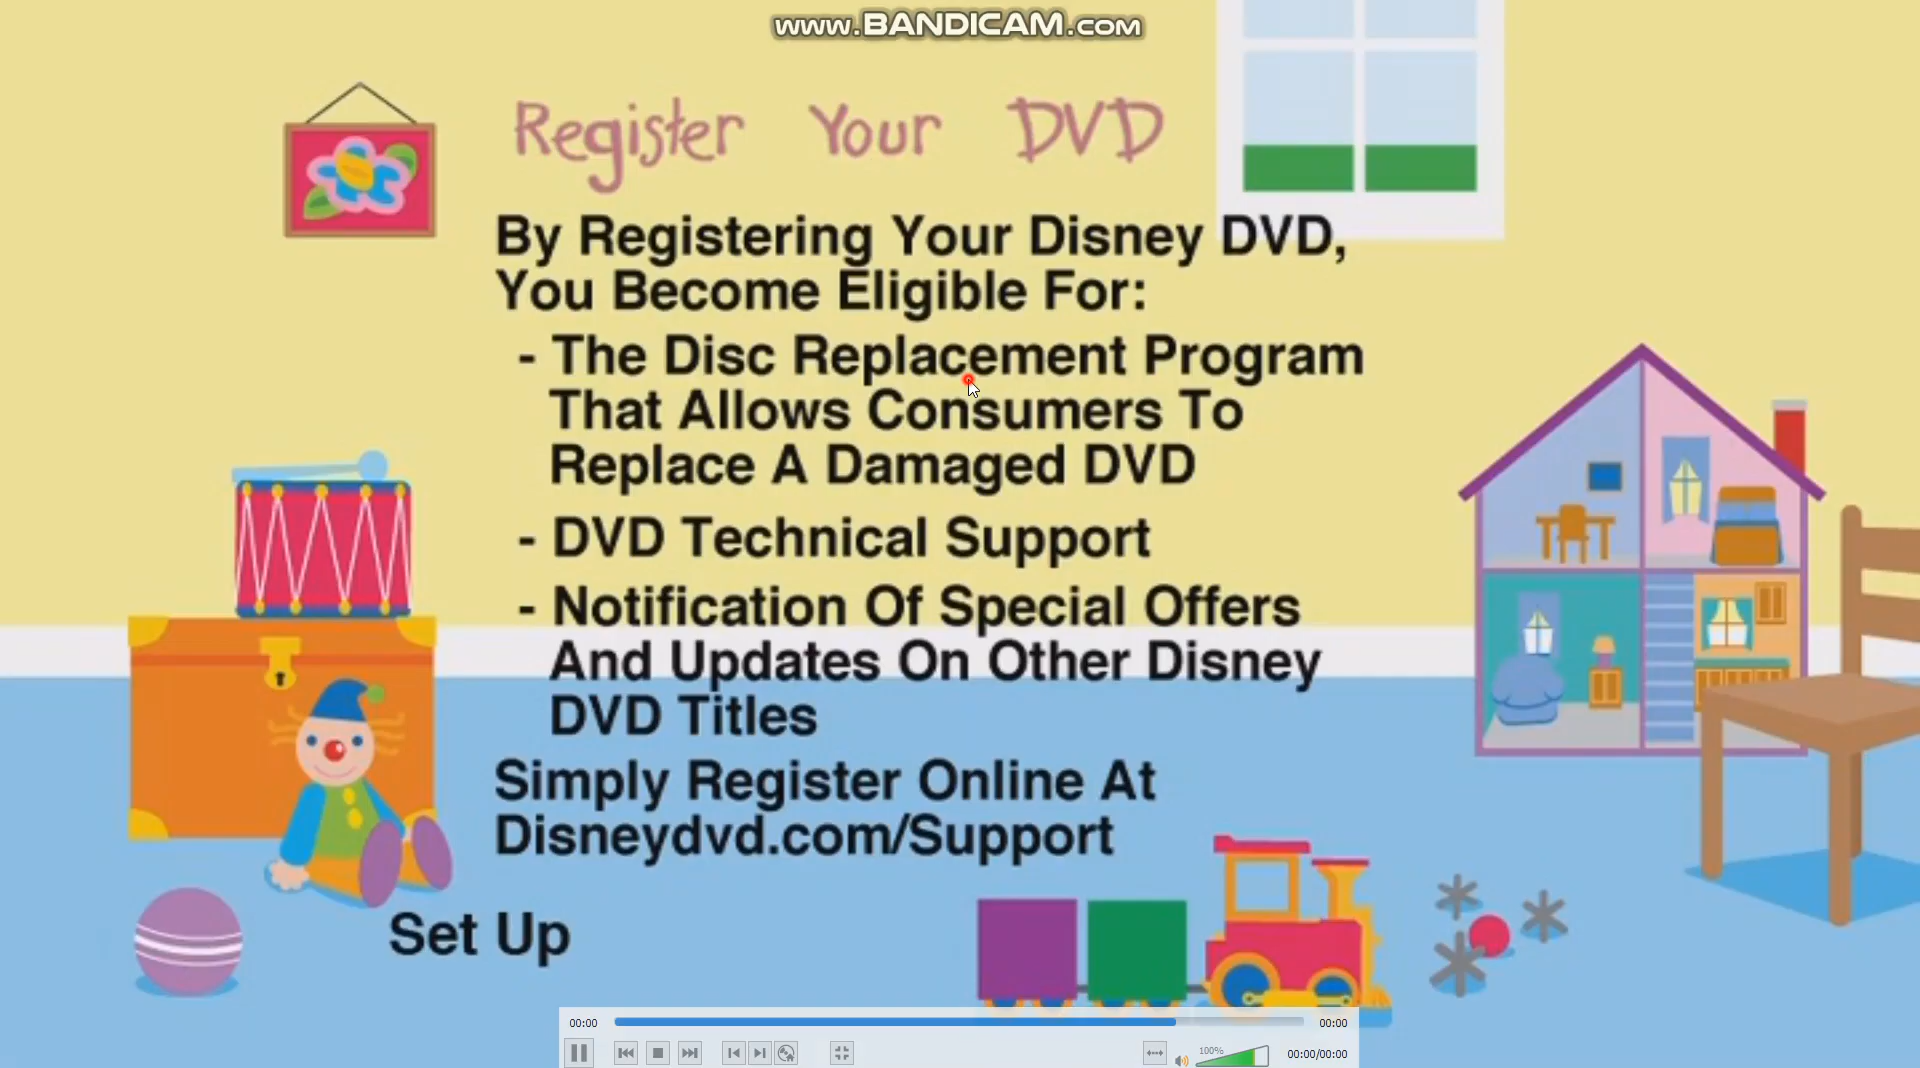 www.BANDICAM.com
Register Your DVD
By Registering Your Disney DVD,
You Become Eligible For:
- The Disc Replacement Program
That Allows Consumers To
Replace A Damaged DVD
- DVD Technical Support
- Notification Of Special Offers
And Updates On Other Disney
DVD Titles
Simply Register Online At
Disneydvd.com/Support
Set Up
00:00
00:00
100%
00:00/00:00